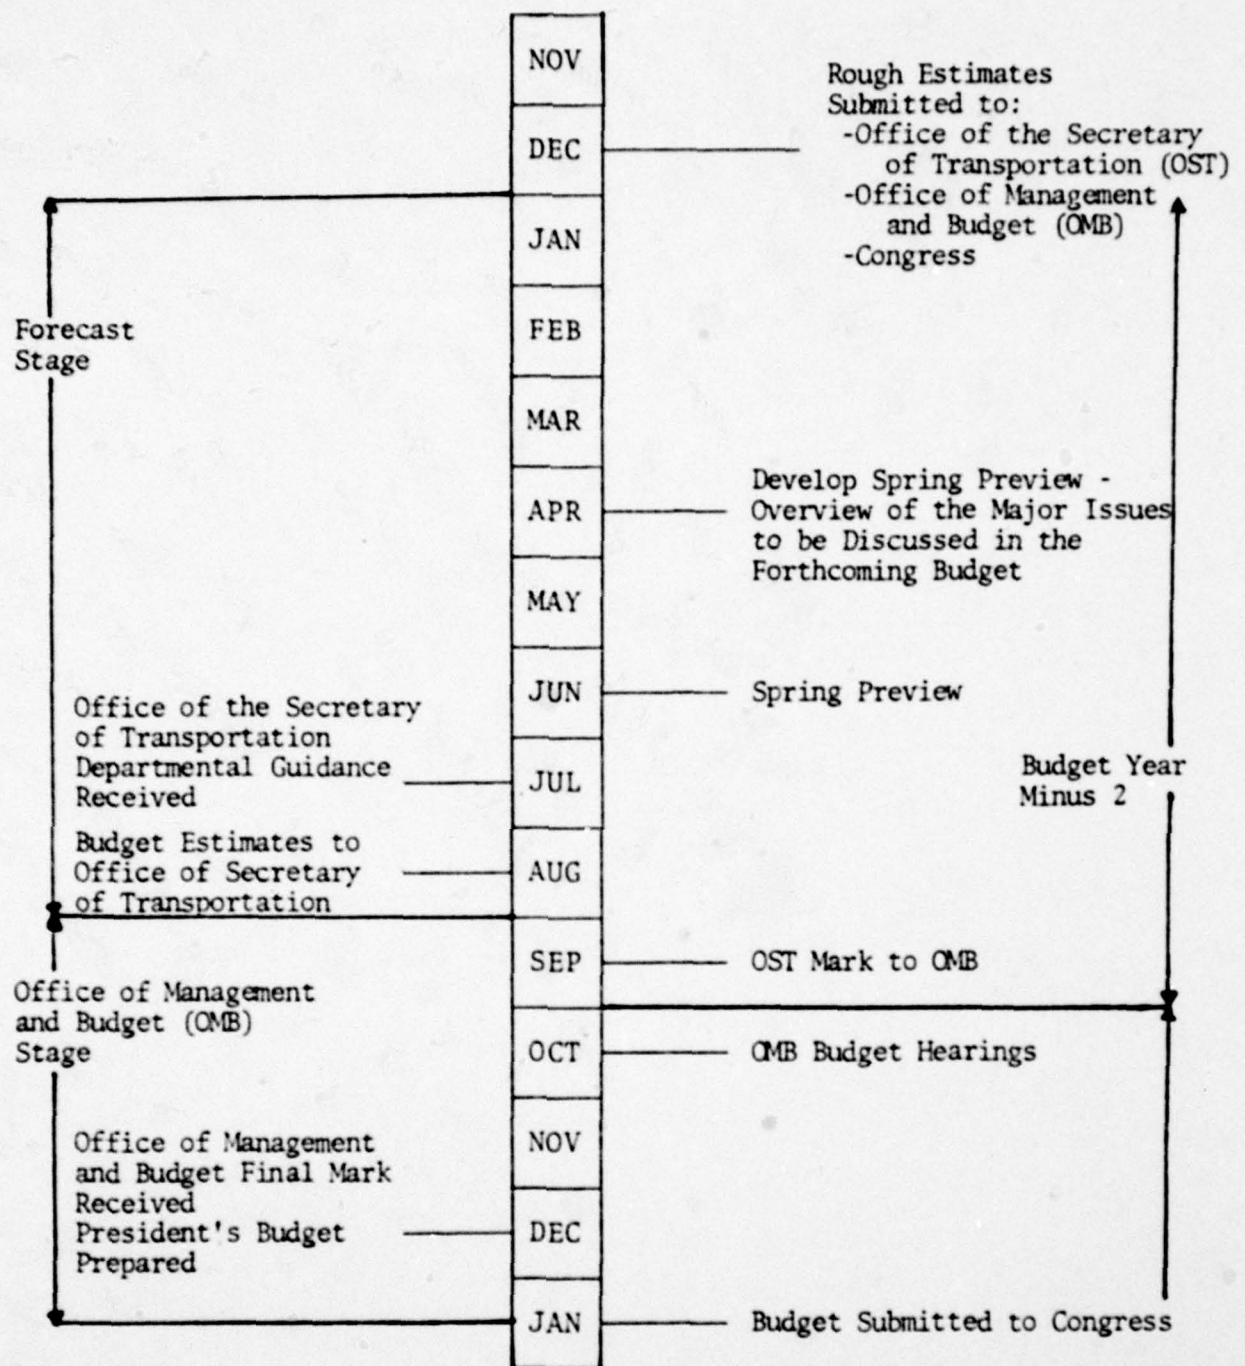 NOV
Rough Estimates
Submitted to:
-Office of the Secretary
of Transportation (OST)
-Office of Management
and Budget (OMB)
-Congress
DEC
JAN
Forecast
Stage
FEB
MAR
APR
Develop Spring Preview -
Overview of the Major Issues
to be Discussed in the
Forthcoming Budget
MAY
JUN
Spring Preview
Office of the Secretary
of Transportation
Departmental Guidance
Received
JUL
Budget Year
Minus 2
Budget Estimates to
Office of Secretary
of Transportation
AUG
SEP
OST Mark to OMB
Office of Management
and Budget (OMB)
Stage
OCT
OMB Budget Hearings
NOV
Office of Management
and Budget Final Mark
Received
President's Budget
Prepared
DEC
JAN
Budget Submitted to Congress